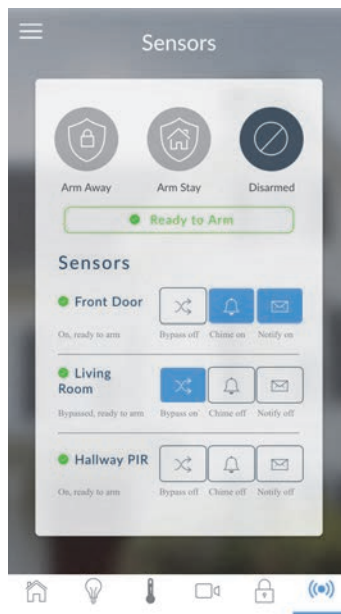 Sensors
Arm Away Arm Stay Disarmed
Ready to Arm
Sensors
Front Door
On, ready to arm Bypass off Chime on Notify on
Living
Room
Bypassed, ready to arm Bypass on Chime off Notify off
Hallway PIR
On, ready to arm Bypass off Chime off Notify off